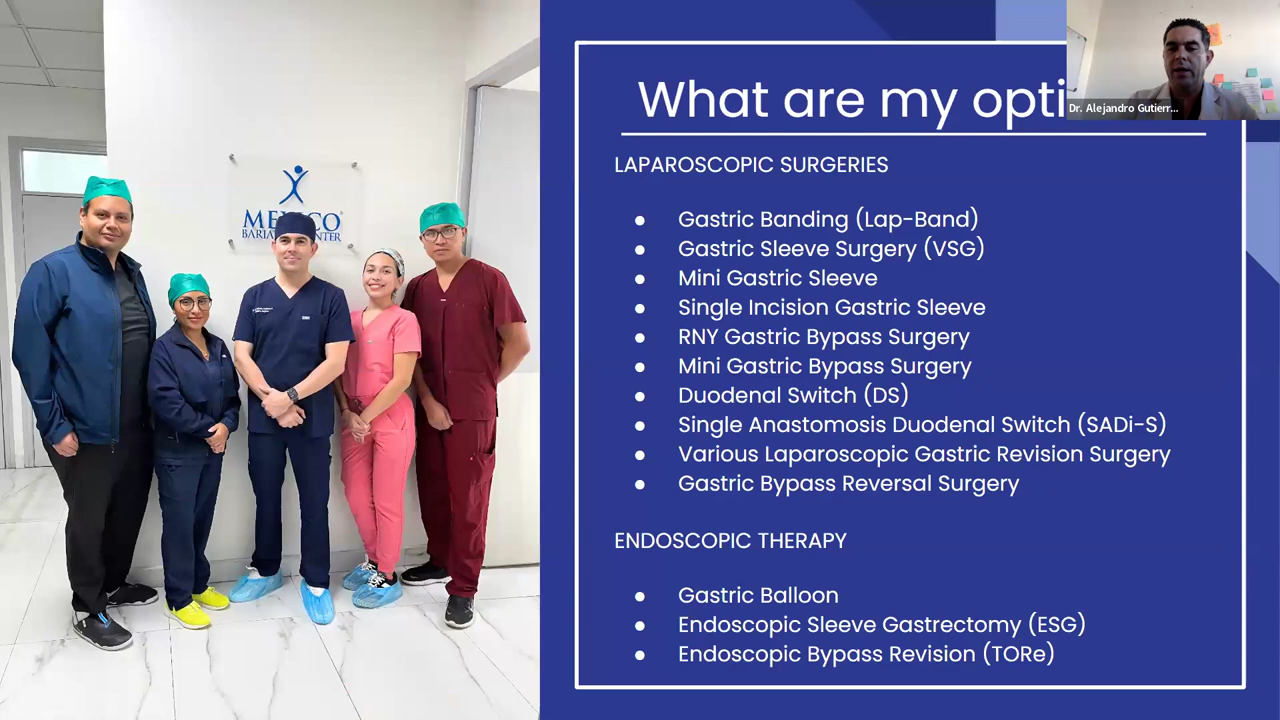 MEXICO
BARIATRIC CENTER
What are my opti
Dr. Alejandro Gutierr...
LAPAROSCOPIC SURGERIES
● Gastric Banding (Lap-Band)
● Gastric Sleeve Surgery (VSG)
● Mini Gastric Sleeve
● Single Incision Gastric Sleeve
● RNY Gastric Bypass Surgery
● Mini Gastric Bypass Surgery
● Duodenal Switch (DS)
● Single Anastomosis Duodenal Switch (SADi-S)
● Various Laparoscopic Gastric Revision Surgery
● Gastric Bypass Reversal Surgery
ENDOSCOPIC THERAPY
● Gastric Balloon
● Endoscopic Sleeve Gastrectomy (ESG)
● Endoscopic Bypass Revision (TORe)